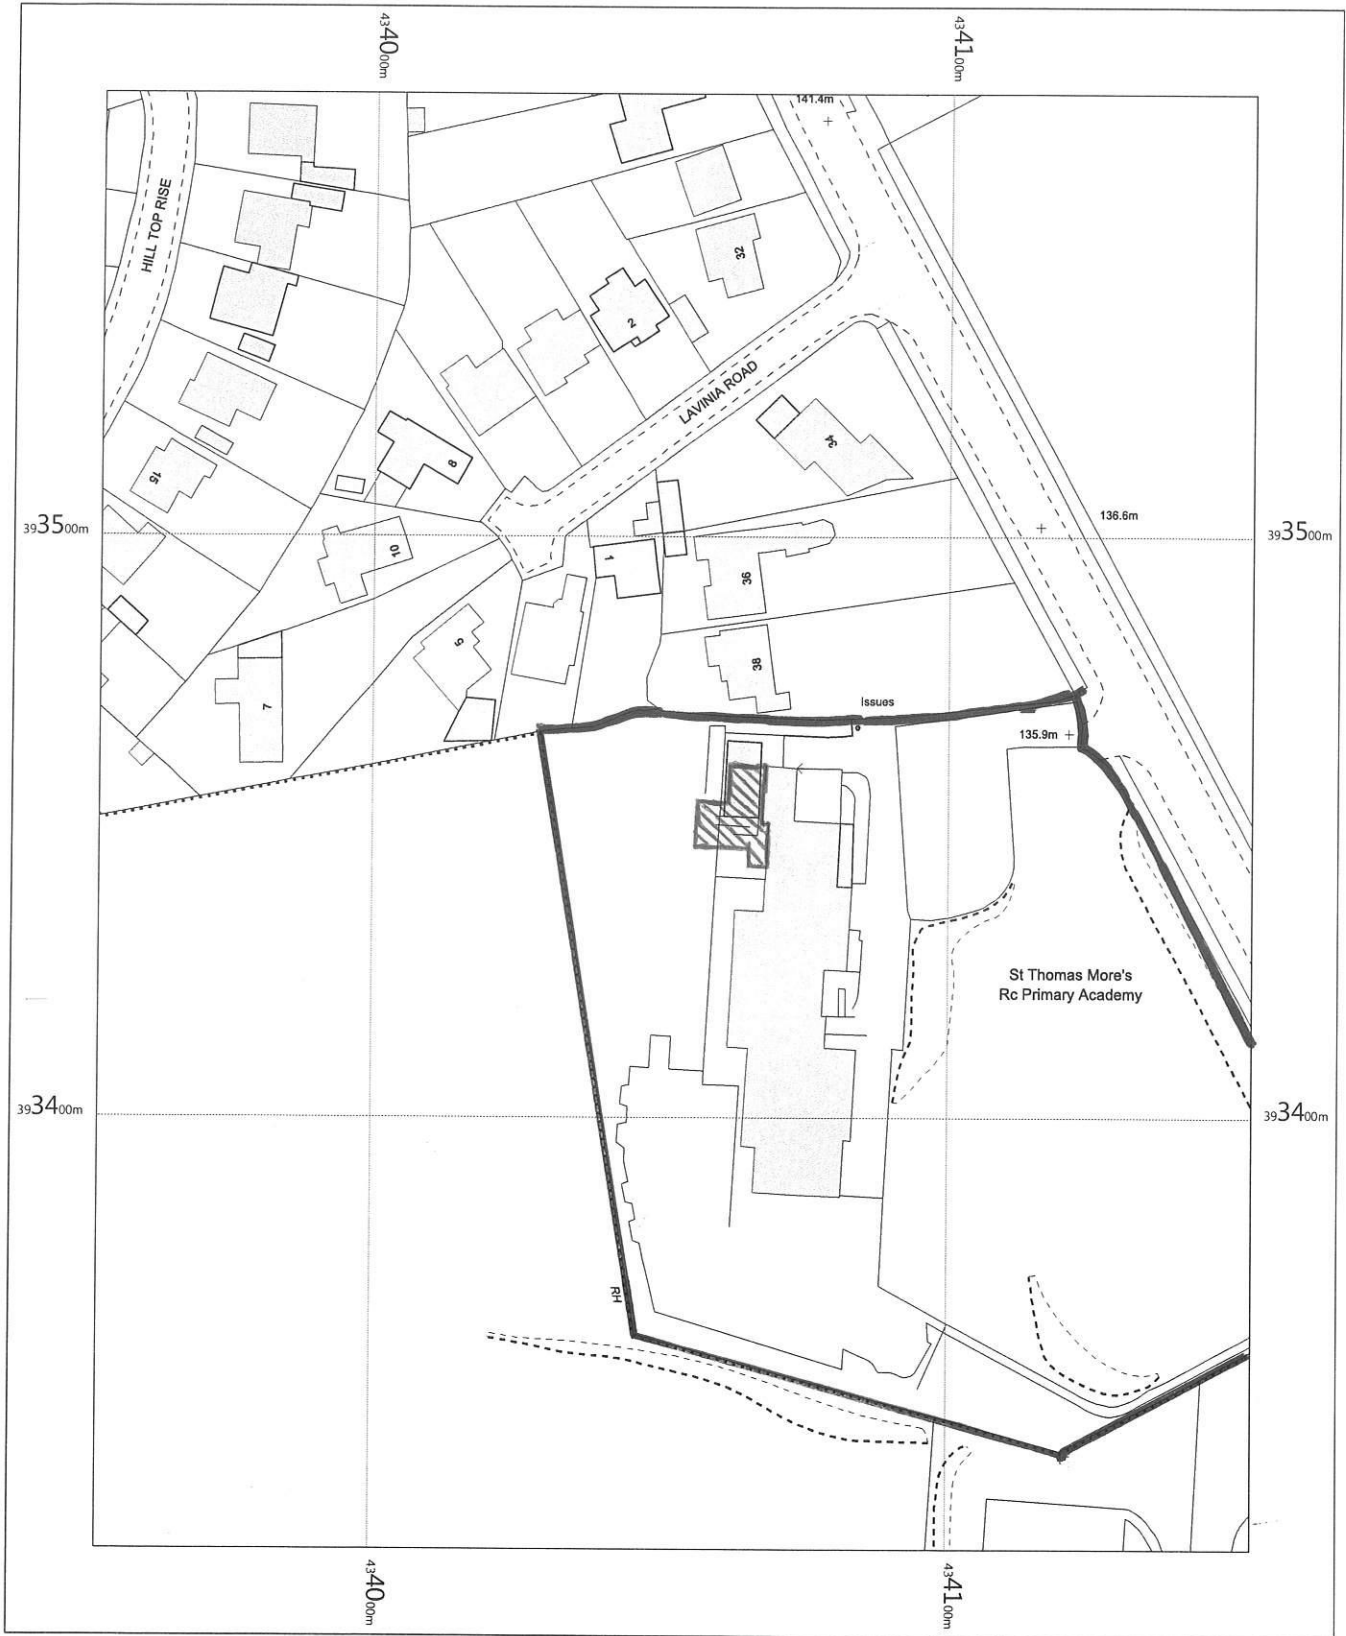 4340 00m
4341 00m
141.4m
HILL TOP RISE
32
2
LAVINIA ROAD
34
8
15
3935 00m
136.6m
3935 00m
10
1
36
5
38
7
Issues
135.9m
St Thomas More's
Rc Primary Academy
3934 00m
3934 00m
RH
4340 00m
4341 00m